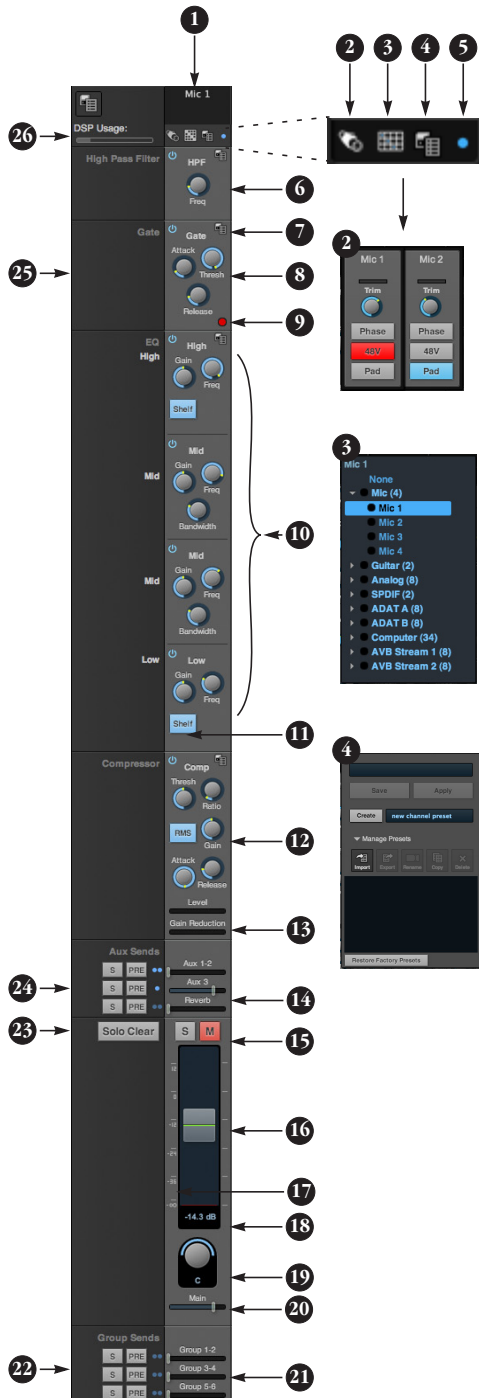 1
2
3
4
5
Mic 1
DSP Usage:
26
High Pass Filter
HPF
Freq
6
Gate
Gate
7
Attack
Thresh
8
Release
9
25
EQ
High
High
Gain
Freq
Shelf
Mid
Mid
Gain
Freq
Bandwidth
10
Mid
Mid
Gain
Freq
Bandwidth
Low
Low
Gain
Freq
Shelf
11
Compressor
Comp
Thresh
Ratio
RMS
Gain
12
Attack
Release
Level
Gain Reduction
13
Aux Sends
S PRE Aux 1-2
24
S PRE Aux 3
14
S PRE Reverb
23
Solo Clear
S M
15
12
-12
16
-24
17
-14.3 dB
18
C
19
Main
20
Group Sends
S PRE Group 1-2
22
S PRE Group 3-4
21
S PRE Group 5-6
2
Mic 1 Mic 2
Trim Trim
Phase Phase
48V 48V
Pad Pad
3
Mic 1
None
Mic (4)
Mic 1
Mic 2
Mic 3
Mic 4
Guitar (2)
Analog (8)
SPDIF (2)
ADAT A (8)
ADAT B (8)
Computer (34)
AVB Stream 1 (8)
AVB Stream 2 (8)
4
Save Apply
Create new channel preset
Manage Presets
Import Export Rename Copy Delete
Restore Factory Presets